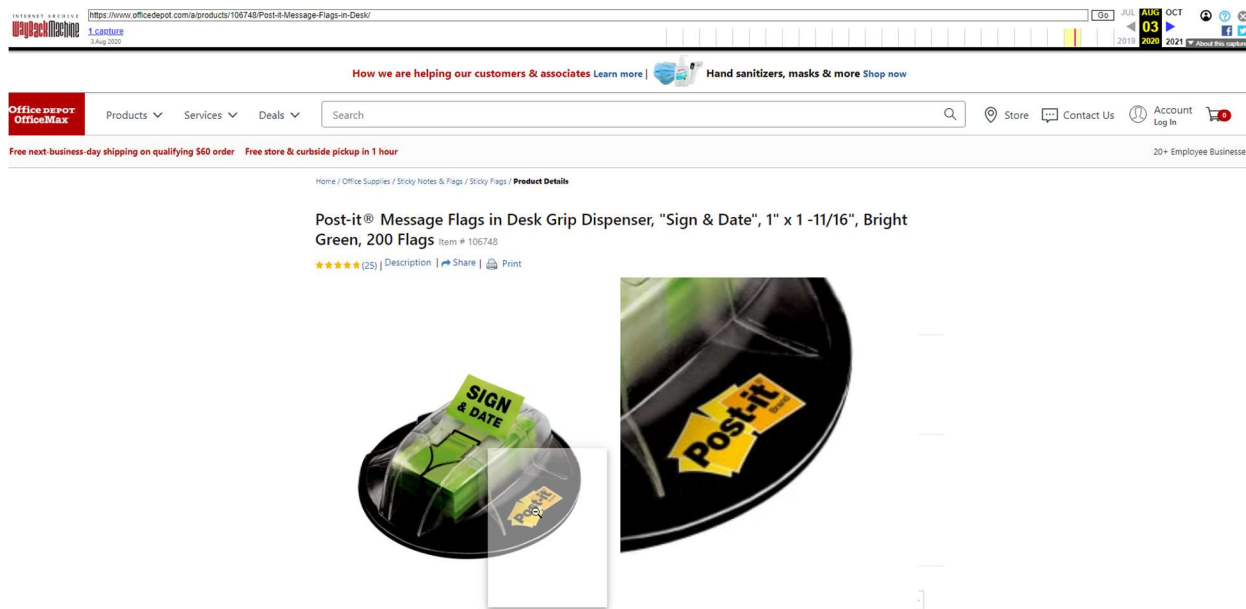 INTERNET ARCHIVE
WayBackMachine
https://www.officedepot.com/a/products/106748/Post-it-Message-Flags-in-Desk/
Go
JUL AUG OCT
1 capture
03
3 Aug 2020
2019 2020 2021
About this capture
How we are helping our customers & associates Learn more | Hand sanitizers, masks & more Shop now
Office DEPOT
OfficeMax
Products Services Deals Search Store Contact Us Account
Log In
0
Free next-business-day shipping on qualifying $60 order Free store & curbside pickup in 1 hour 20+ Employee Businesse
Home / Office Supplies / Sticky Notes & Flags / Sticky Flags / Product Details
Post-it® Message Flags in Desk Grip Dispenser, "Sign & Date", 1" x 1 -11/16", Bright
Green, 200 Flags Item # 106748
(25) | Description | Share | Print
SIGN
& DATE
Post-it
Post-it®
Brand